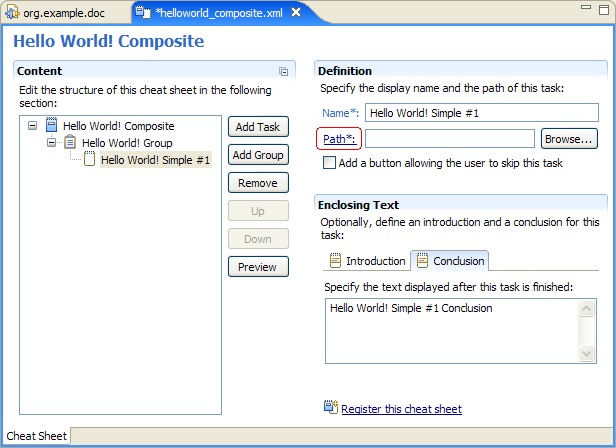 org.example.doc
*helloworld_composite.xml
Hello World! Composite
Content
Edit the structure of this cheat sheet in the following
section:
Hello World! Composite
Hello World! Group
Hello World! Simple #1
Add Task
Add Group
Remove
Up
Down
Preview
Definition
Specify the display name and the path of this task:
Name*:
Hello World! Simple #1
Path*:
Browse...
Add a button allowing the user to skip this task
Enclosing Text
Optionally, define an introduction and a conclusion for this
task:
Introduction
Conclusion
Specify the text displayed after this task is finished:
Hello World! Simple #1 Conclusion
Register this cheat sheet
Cheat Sheet